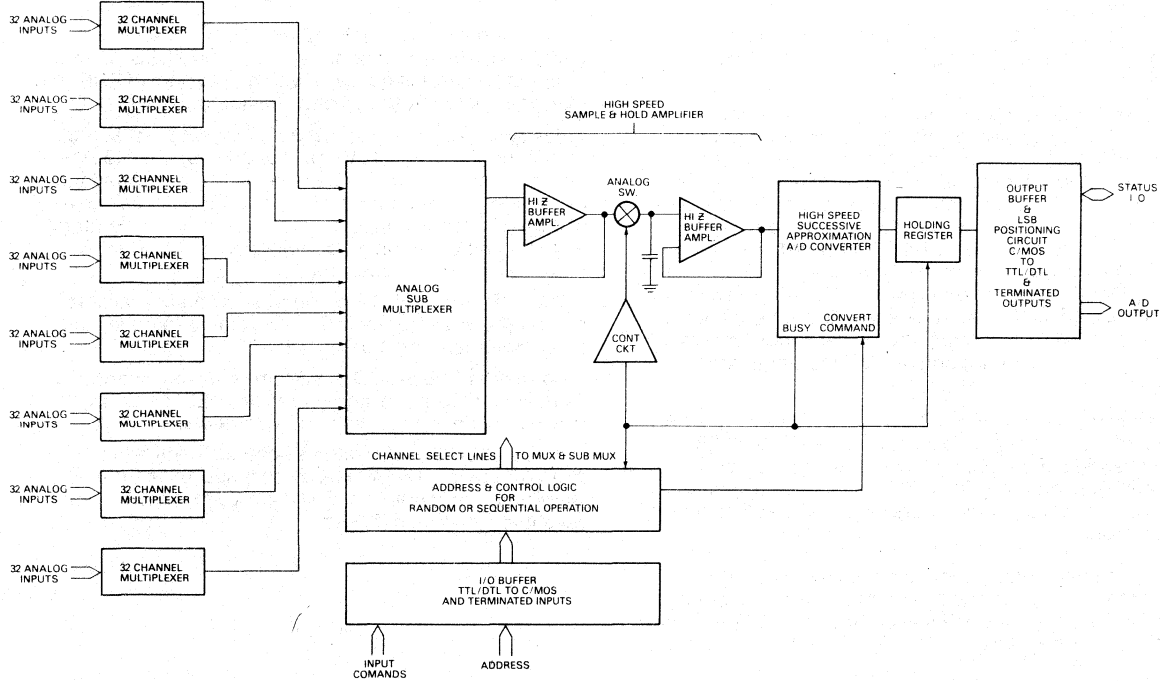 32 ANALOG
INPUTS
32 CHANNEL
MULTIPLEXER
32 ANALOG
INPUTS
32 CHANNEL
MULTIPLEXER
32 ANALOG
INPUTS
32 CHANNEL
MULTIPLEXER
32 ANALOG
INPUTS
32 CHANNEL
MULTIPLEXER
32 ANALOG
INPUTS
32 CHANNEL
MULTIPLEXER
32 ANALOG
INPUTS
32 CHANNEL
MULTIPLEXER
32 ANALOG
INPUTS
32 CHANNEL
MULTIPLEXER
32 ANALOG
INPUTS
32 CHANNEL
MULTIPLEXER
ANALOG
SUB
MULTIPLEXER
HIGH SPEED
SAMPLE & HOLD AMPLIFIER
HI Z
BUFFER
AMPL.
ANALOG
SW.
HI Z
BUFFER
AMPL.
CONT
CKT
HIGH SPEED
SUCCESSIVE
APPROXIMATION
A/D CONVERTER
BUSY
CONVERT
COMMAND
HOLDING
REGISTER
OUTPUT
BUFFER
&
LSB
POSITIONING
CIRCUIT
C/MOS
TO
TTL/DTL
&
TERMINATED
OUTPUTS
STATUS
I O
A D
OUTPUT
CHANNEL SELECT LINES TO MUX & SUB MUX
ADDRESS & CONTROL LOGIC
FOR
RANDOM OR SEQUENTIAL OPERATION
I/O BUFFER
TTL/DTL TO C/MOS
AND TERMINATED INPUTS
INPUT
COMANDS
ADDRESS